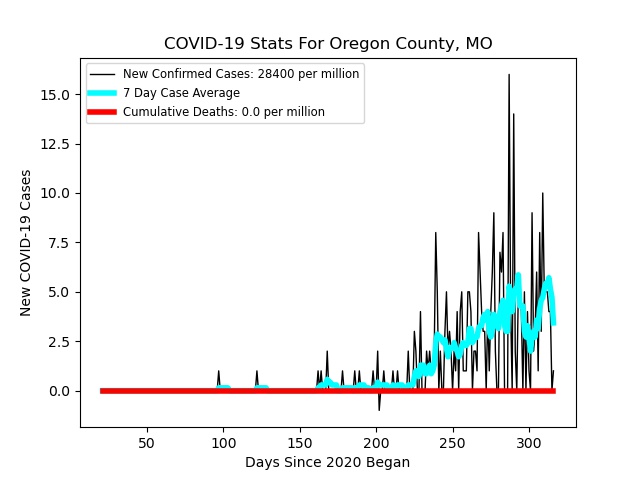 COVID-19 Stats For Oregon County, MO
New Confirmed Cases: 28400 per million
7 Day Case Average
Cumulative Deaths: 0.0 per million
New COVID-19 Cases
15.0
12.5
10.0
7.5
5.0
2.5
0.0
50 100 150 200 250 300
Days Since 2020 Began